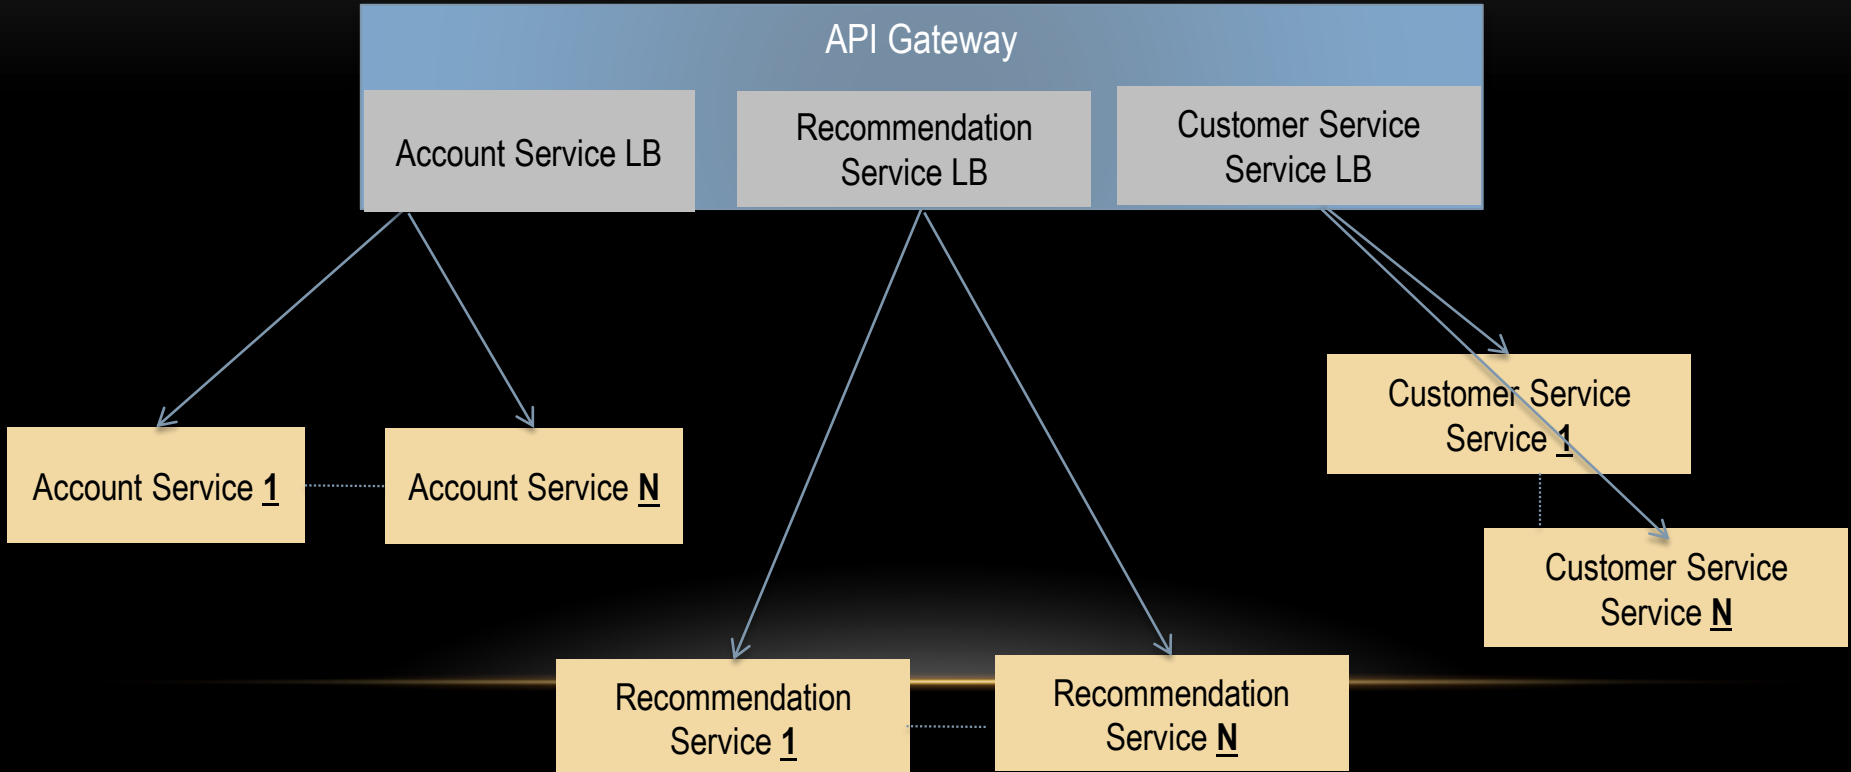 API Gateway
Account Service LB
Recommendation
Service LB
Customer Service
Service LB
Account Service 1
Account Service N
Customer Service
Service 1
Customer Service
Service N
Recommendation
Service 1
Recommendation
Service N